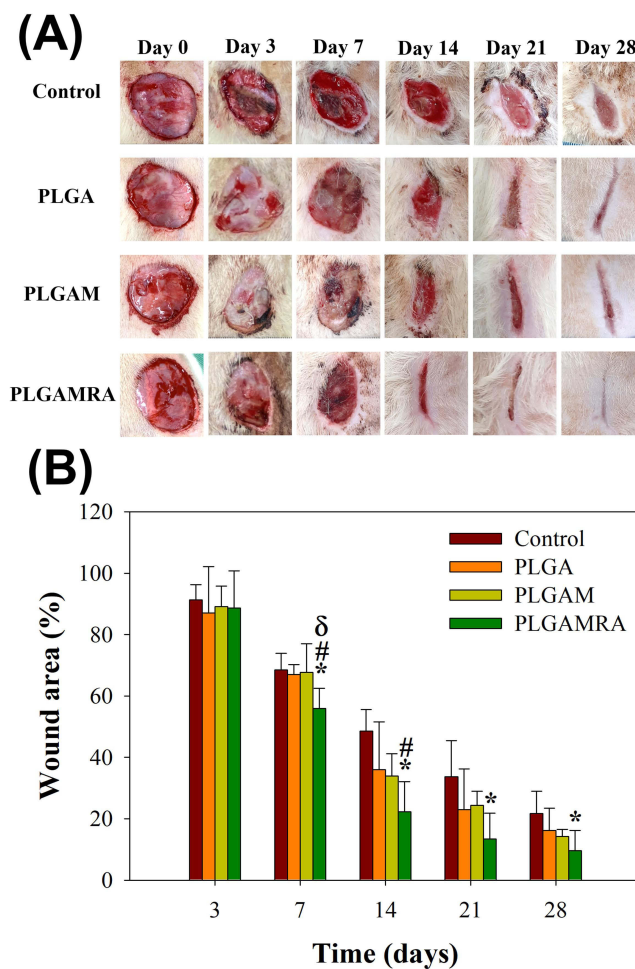 (A)
Day 0 Day 3 Day 7 Day 14 Day 21 Day 28
Control
PLGA
PLGAM
PLGAMRA
(B)
120
100
80
60
40
20
0
Wound area (%)
Control
PLGA
PLGAM
PLGAMRA
δ
#
*
#
*
*
*
3 7 14 21 28
Time (days)